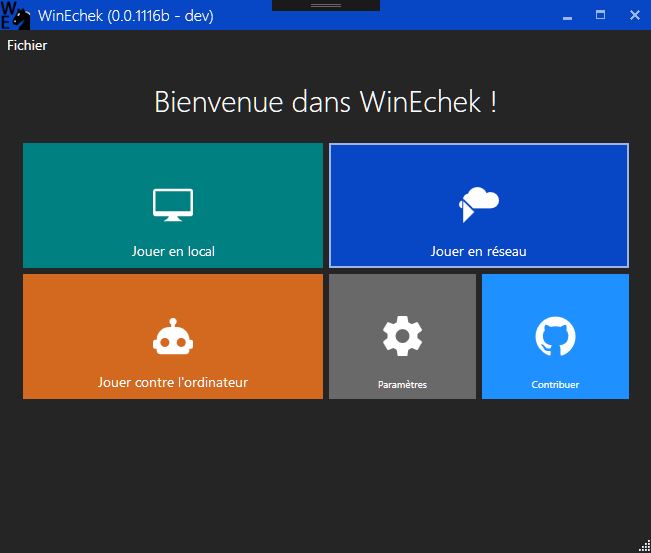 WE
WinEchek (0.0.1116b - dev)
Fichier
Bienvenue dans WinEchek !
Jouer en local
Jouer en réseau
Jouer contre l'ordinateur
Paramètres
Contribuer